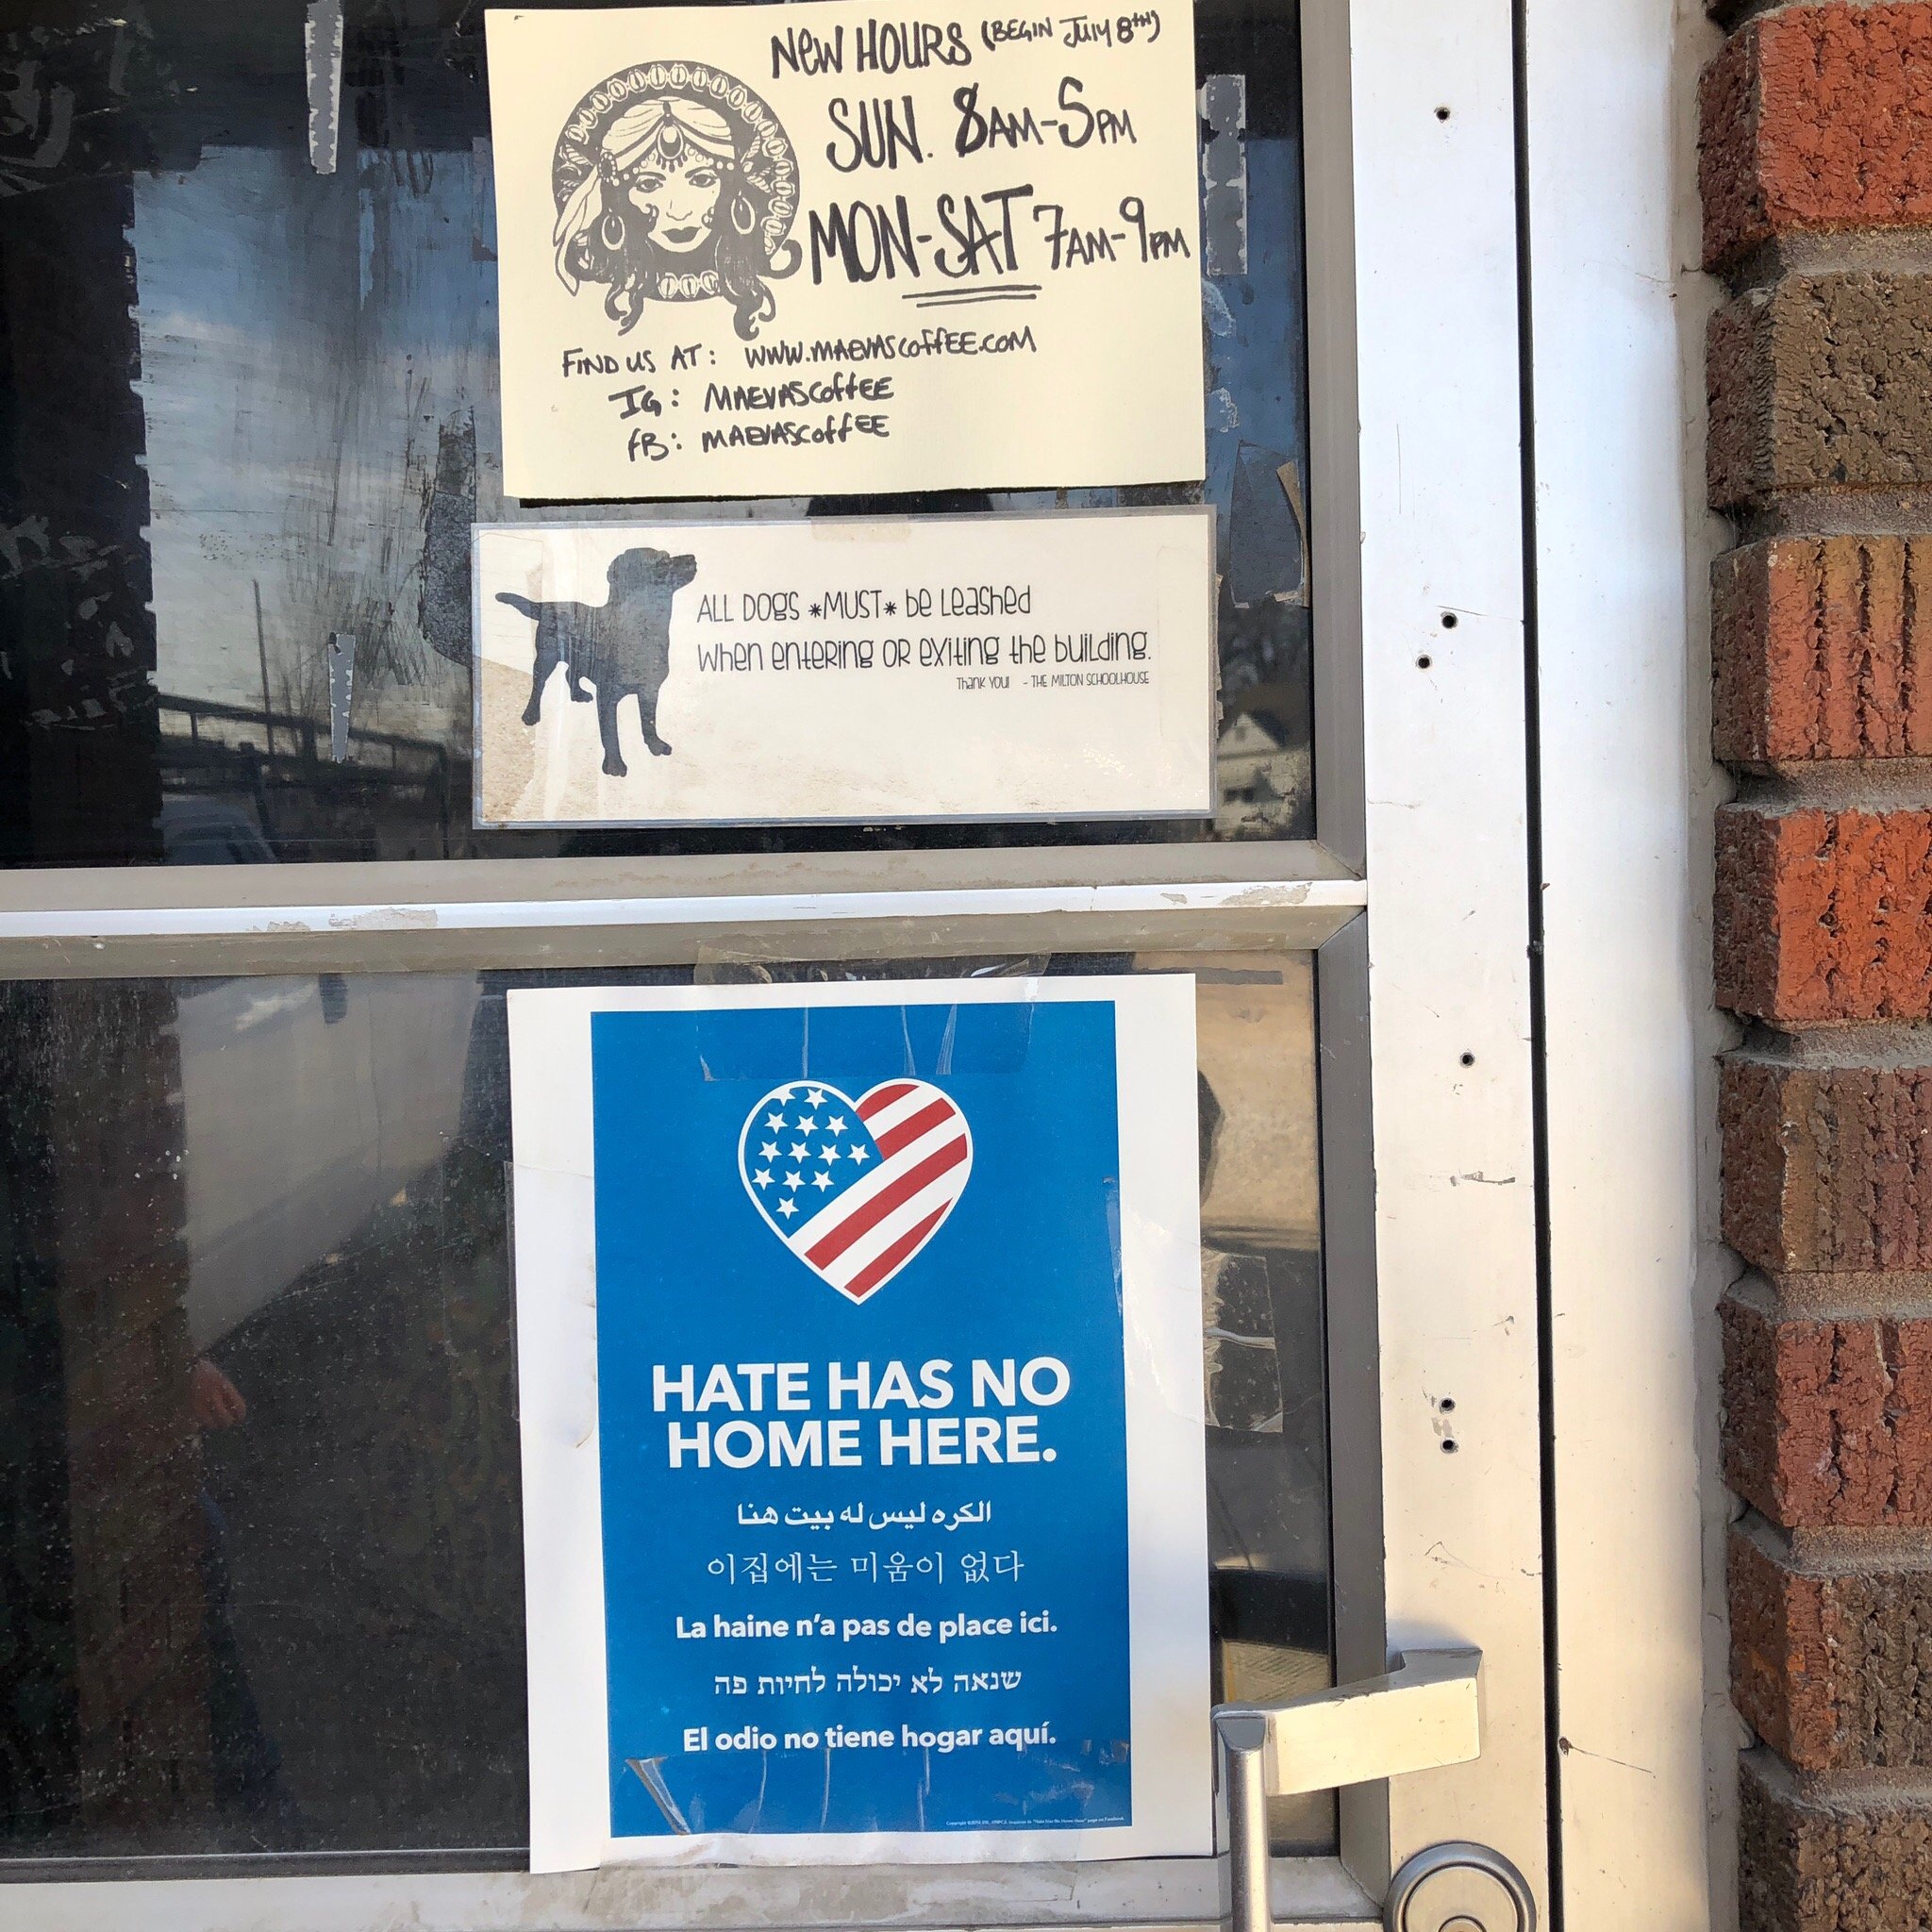 NEW HOURS (BEGIN JULY 8TH)
SUN. 8AM-5PM
MON-SAT 7AM-9PM
FIND US AT: WWW.MAEVASCOFFEE.COM
IG: MAEVASCOFFEE
FB: MAEVASCOFFEE
ALL DOGS *MUST* be Leashed
When entering or exiting the building.
Thank you! - THE MILTON SCHOOLHOUSE
HATE HAS NO
HOME HERE.
الكره ليس له بيت هنا
이집에는 미움이 없다
La haine n'a pas de place ici.
שנאה לא יכולה לחיות פה
El odio no tiene hogar aquí.